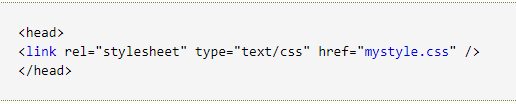 <head>
<link rel="stylesheet" type="text/css" href="mystyle.css" />
</head>